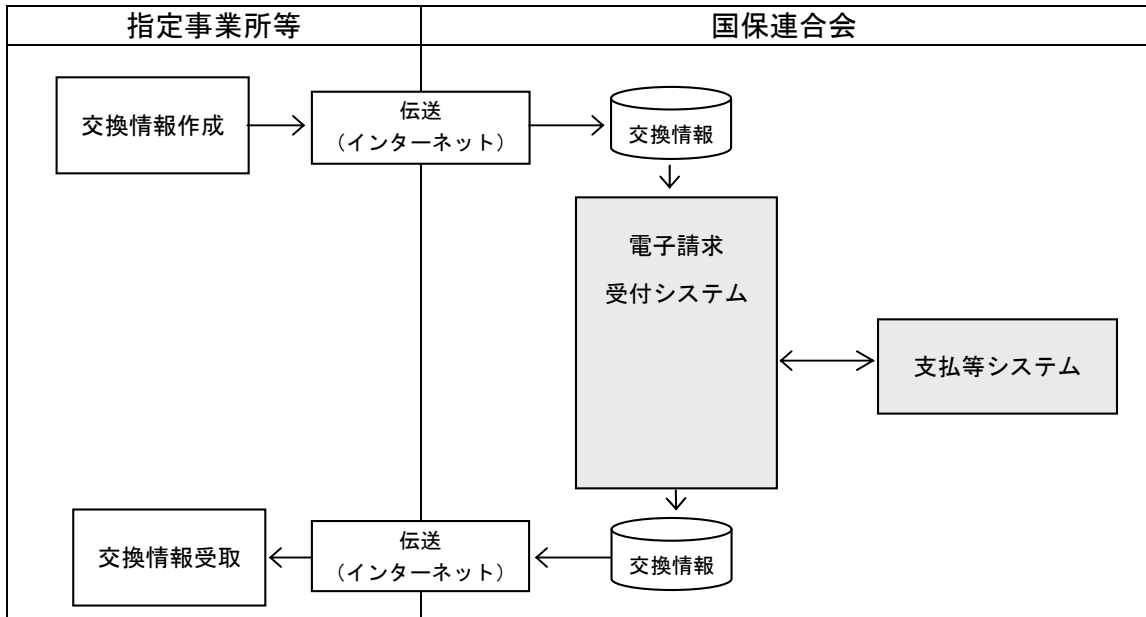 指定事業所等
国保連合会
交換情報作成
伝送
（インターネット）
交換情報
電子請求
受付システム
支払等システム
交換情報受取
伝送
（インターネット）
交換情報